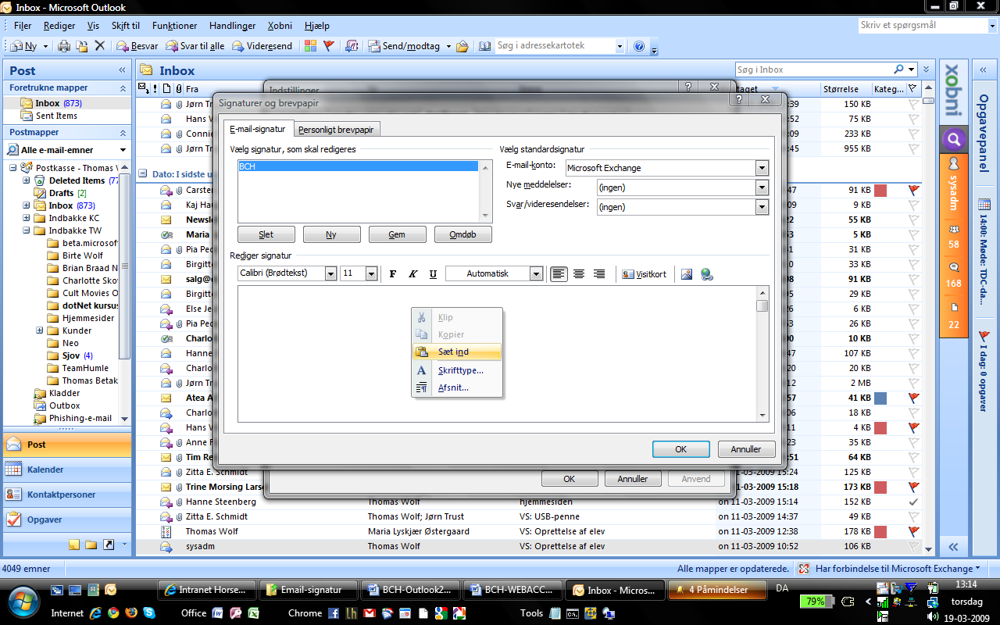 Inbox - Microsoft Outlook
Filer Rediger Vis Skift til Funktioner Handlinger Xobni Hjælp
Skriv et spørgsmål
Ny Besvar Svar til alle Videresend Send/modtag Søg i adressekartotek
Post
Foretrukne mapper
Inbox (873)
Sent Items
Postmapper
Alle e-mail-emner
Postkasse - Thomas
Deleted Items
Drafts [2]
Inbox (873)
Indbakke KC
Indbakke TW
beta.microsof
Birte Wolf
Brian Braad N
Charlotte Sko
Cult Movies O
dotNet kursus
Hjemmesider
Kunder
Neo
Sjov (4)
TeamHumle
Thomas Betak
Kladder
Outbox
Phishing-e-mail
Post
Kalender
Kontaktpersoner
Opgaver
Inbox
Søg i Inbox
Fra
taget Størrelse Kateg...
Jørn Tr :39 150 KB
Hans W :52 75 KB
Connie :09 233 KB
Jørn Tr :45 955 KB
Dato: I sidste u
Carster 47 91 KB
Kaj Ha :09 9 KB
Newsle 22 55 KB
Maria 53 5 KB
Pia Pec 41 31 KB
Birgitt 34 33 KB
salg@ 08 91 KB
Birgitte 05 29 KB
Else Je 27 6 KB
Pia Pec 58 26 KB
Charlo 00 10 KB
Hanne 47 107 KB
Charlo 20 20 KB
Jørn Tr 12 2 MB
Atea A 57 41 KB
Charlo 06 18 KB
Hans W 11 4 KB
Anne F :23 35 KB
Tim Re :51 64 KB
Zitta E. Schmidt 11-03-2009 15:24 125 KB
Trine Morsing Lars 11-03-2009 15:18 173 KB
Hanne Steenberg Thomas Wolf hjemmesiden on 11-03-2009 15:14 152 KB
Zitta E. Schmidt Thomas Wolf; Jørn Trust VS: USB-penne on 11-03-2009 14:37 49 KB
Thomas Wolf Maria Lyskjær Østergaard VS: Oprettelse af elev on 11-03-2009 12:38 178 KB
sysadm Thomas Wolf VS: Oprettelse af elev on 11-03-2009 10:52 106 KB
Indstillinger
Signaturer og brevpapir
E-mail-signatur Personligt brevpapir
Vælg signatur, som skal redigeres
BCH
Slet Ny Gem Omdøb
Vælg standardsignatur
E-mail-konto: Microsoft Exchange
Nye meddelelser: (ingen)
Svar/videresendelser: (ingen)
Rediger signatur
Calibri (Brødtekst) 11 F K U Automatisk Visitkort
Klip
Kopier
Sæt ind
Skrifttype...
Afsnit...
OK Annuller
OK Annuller Anvend
xobni
sysadm
58
168
22
Opgavepanel
14:00: Møde: TDC-da...
I dag: 0 opgaver
4049 emner
Alle mapper er opdaterede. Har forbindelse til Microsoft Exchange
Intranet Horse... Email-signatur BCH-Outlook2... BCH-WEBACC... Inbox - Micros... 4 Påmindelser DA
13:14
79%
torsdag
Internet Office Chrome Tools
19-03-2009